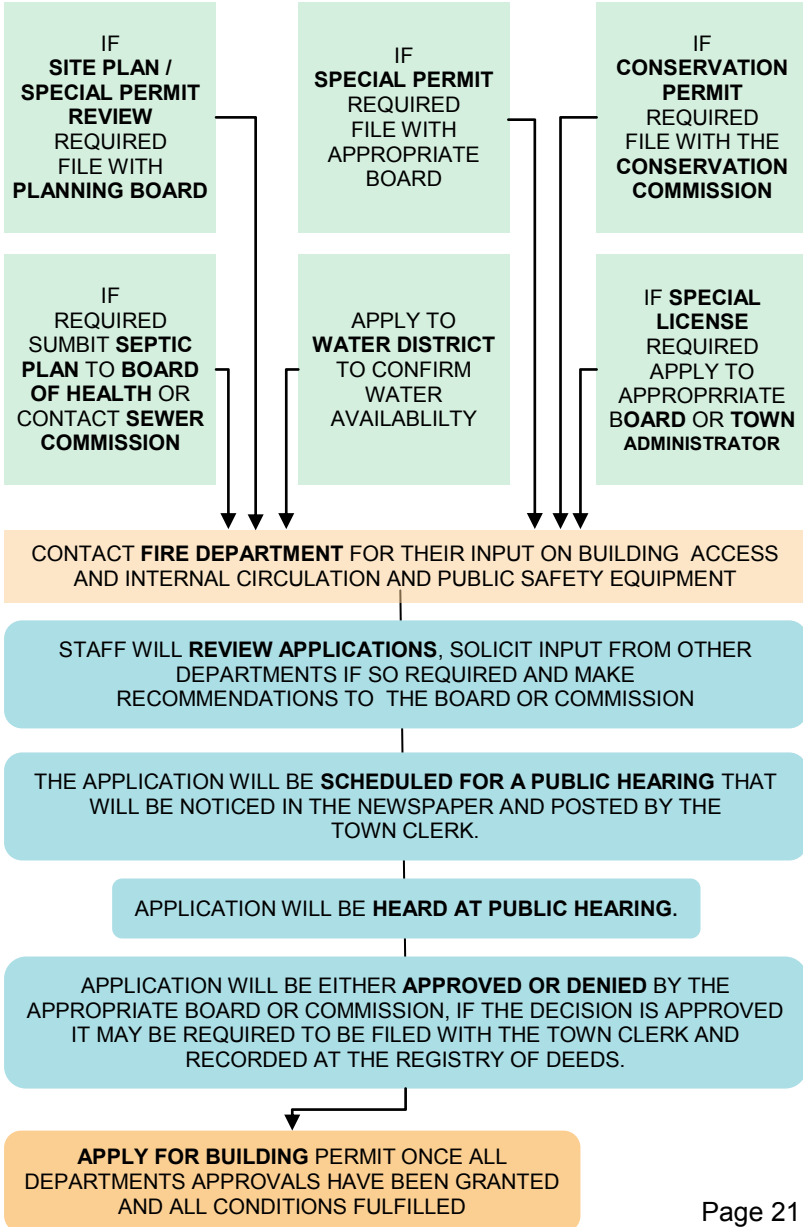 IF
SITE PLAN /
SPECIAL PERMIT
REVIEW
REQUIRED
FILE WITH
PLANNING BOARD
IF
SPECIAL PERMIT
REQUIRED
FILE WITH
APPROPRIATE
BOARD
IF
CONSERVATION
PERMIT
REQUIRED
FILE WITH THE
CONSERVATION
COMMISSION
IF
REQUIRED
SUMBIT SEPTIC
PLAN TO BOARD
OF HEALTH OR
CONTACT SEWER
COMMISSION
APPLY TO
WATER DISTRICT
TO CONFIRM
WATER
AVAILABLILTY
IF SPECIAL
LICENSE
REQUIRED
APPLY TO
APPROPRRIATE
BOARD OR TOWN
ADMINISTRATOR
CONTACT FIRE DEPARTMENT FOR THEIR INPUT ON BUILDING ACCESS
AND INTERNAL CIRCULATION AND PUBLIC SAFETY EQUIPMENT
STAFF WILL REVIEW APPLICATIONS, SOLICIT INPUT FROM OTHER
DEPARTMENTS IF SO REQUIRED AND MAKE
RECOMMENDATIONS TO THE BOARD OR COMMISSION
THE APPLICATION WILL BE SCHEDULED FOR A PUBLIC HEARING THAT
WILL BE NOTICED IN THE NEWSPAPER AND POSTED BY THE
TOWN CLERK.
APPLICATION WILL BE HEARD AT PUBLIC HEARING.
APPLICATION WILL BE EITHER APPROVED OR DENIED BY THE
APPROPRIATE BOARD OR COMMISSION, IF THE DECISION IS APPROVED
IT MAY BE REQUIRED TO BE FILED WITH THE TOWN CLERK AND
RECORDED AT THE REGISTRY OF DEEDS.
APPLY FOR BUILDING PERMIT ONCE ALL
DEPARTMENTS APPROVALS HAVE BEEN GRANTED
AND ALL CONDITIONS FULFILLED
Page 21